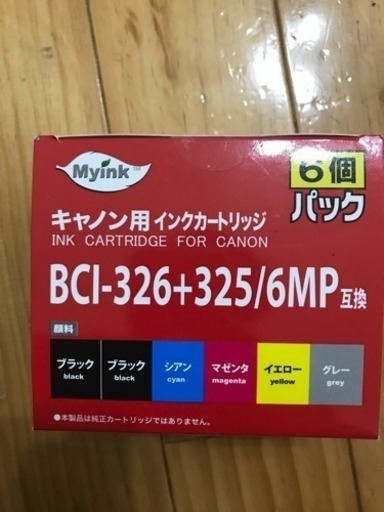 Myink™
6個
パック
キャノン用インクカートリッジ
INK CARTRIDGE FOR CANON
BCI-326+325/6MP互換
顔料
ブラック black
ブラック black
シアン cyan
マゼンタ magenta
イエロー yellow
グレー grey
●本製品は純正カートリッジではありません。